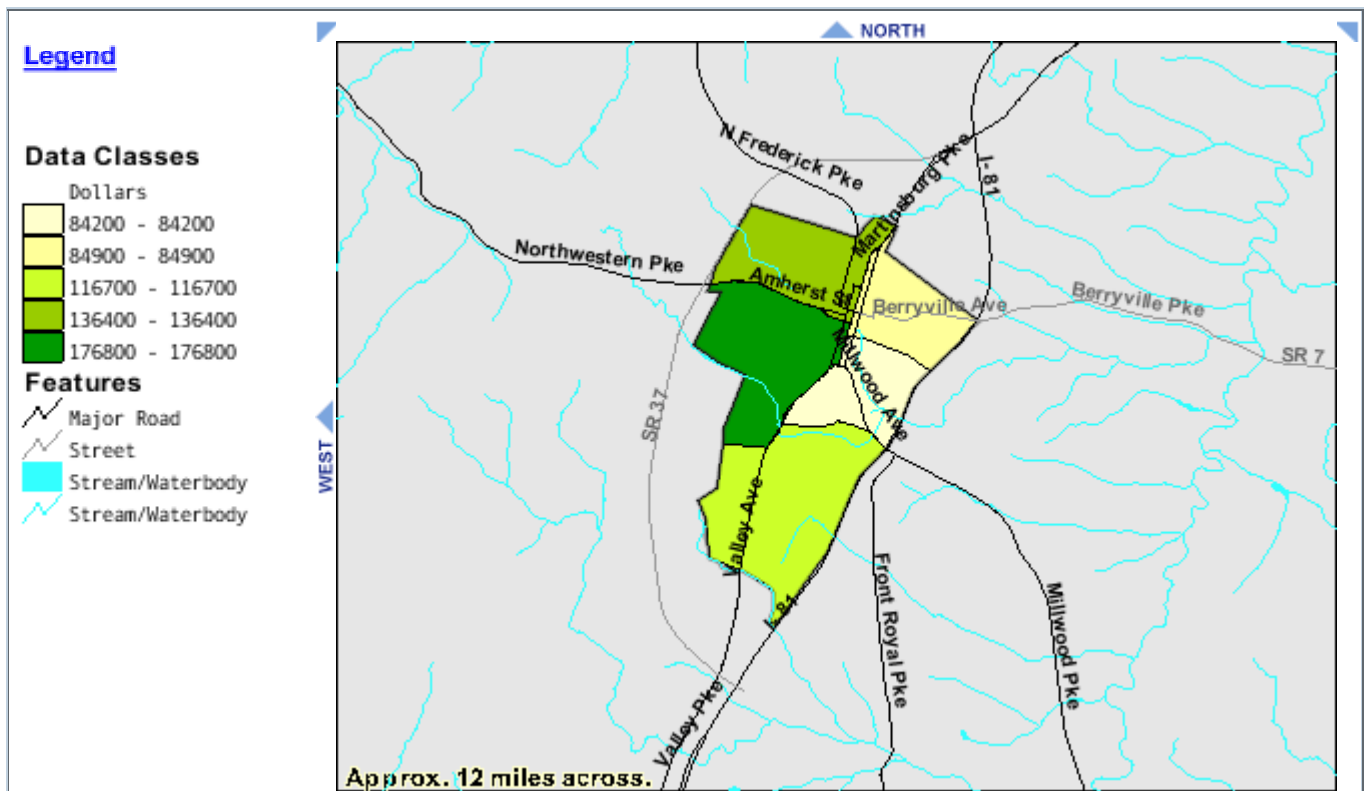 Legend
NORTH
Data Classes
Dollars
84200 - 84200
84900 - 84900
116700 - 116700
136400 - 136400
176800 - 176800
Features
Major Road
Street
Stream/Waterbody
Stream/Waterbody
WEST
N Frederick Pke
Martinsburg Pke
I- 81
Northwestern Pke
Amherst St
Berryville Ave
Berryville Pke
SR 7
Millwood Ave
SR 37
Valley Ave
I- 81
Front Royal Pke
Millwood Pke
Valley Pke
Approx. 12 miles across.